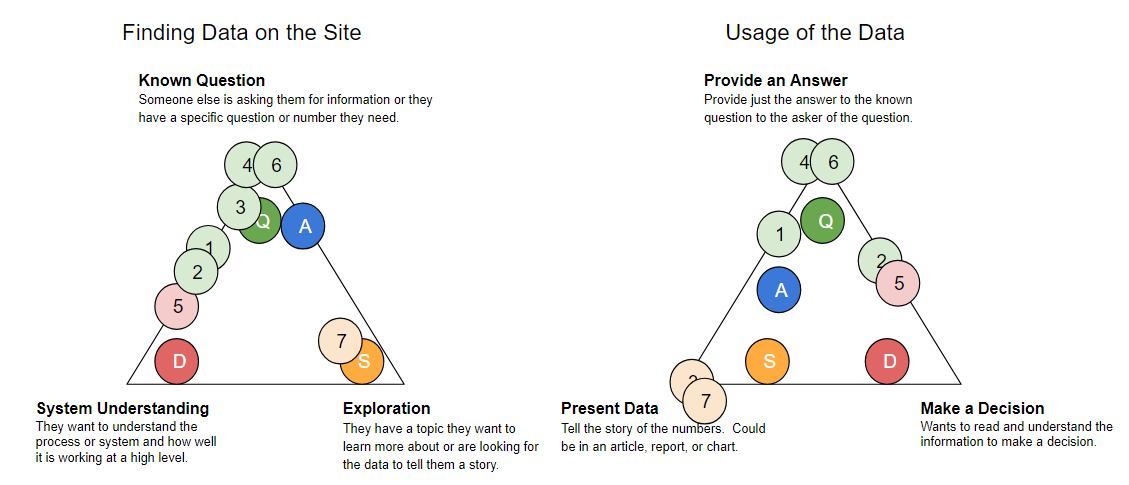 Finding Data on the Site
Usage of the Data
Known Question
Someone else is asking them for information or they
have a specific question or number they need.
Provide an Answer
Provide just the answer to the known
question to the asker of the question.
4
6
3
Q
A
1
2
5
D
7
S
4
6
1
Q
2
5
A
S
D
7
System Understanding
They want to understand the
process or system and how well
it is working at a high level.
Exploration
They have a topic they want to
learn more about or are looking for
the data to tell them a story.
Present Data
Tell the story of the numbers. Could
be in an article, report, or chart.
Make a Decision
Wants to read and understand the
information to make a decision.